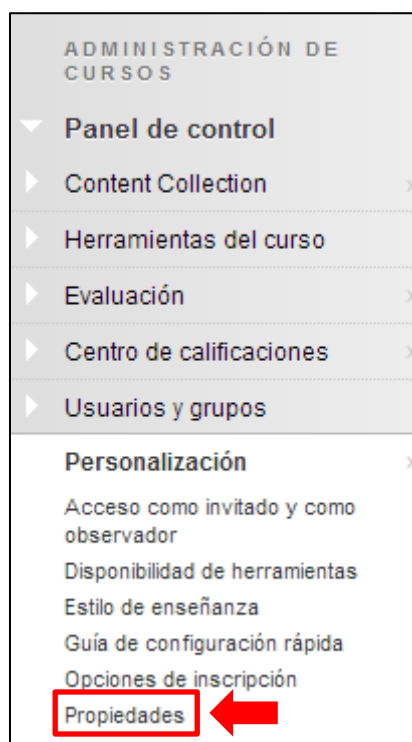 ADMINISTRACIÓN DE
CURSOS
Panel de control
Content Collection
Herramientas del curso
Evaluación
Centro de calificaciones
Usuarios y grupos
Personalización
Acceso como invitado y como
observador
Disponibilidad de herramientas
Estilo de enseñanza
Guía de configuración rápida
Opciones de inscripción
Propiedades